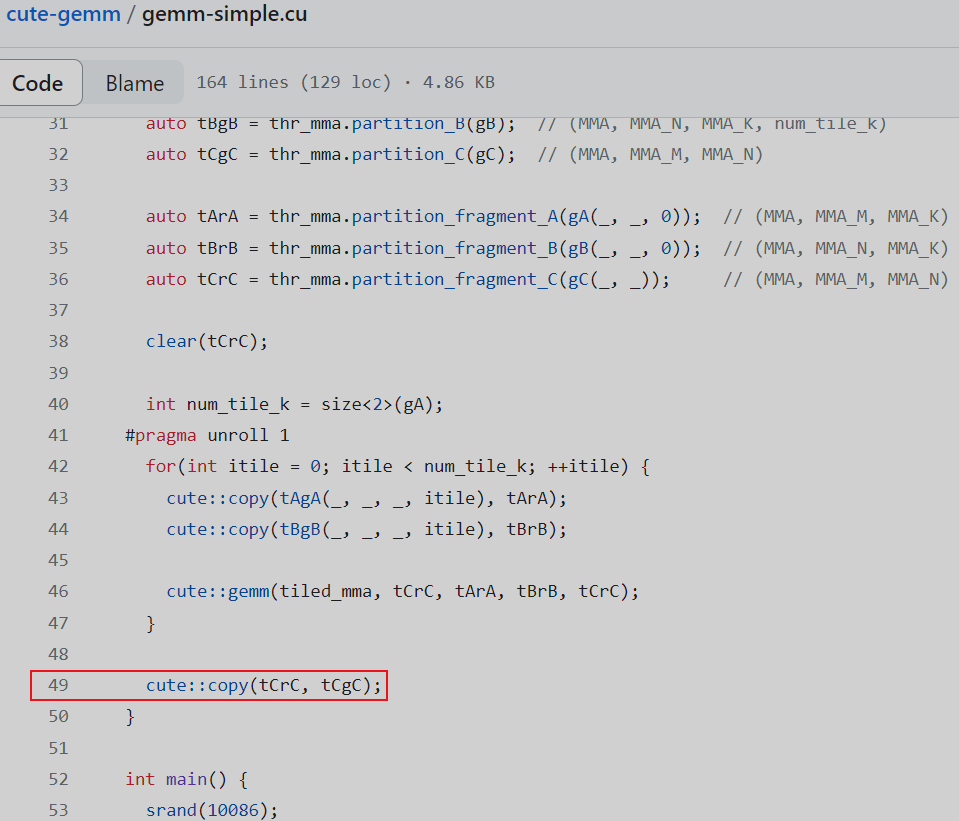 cute-gemm / gemm-simple.cu
Code Blame 164 lines (129 loc) · 4.86 KB
31 auto tBgB = thr_mma.partition_B(gB); // (MMA, MMA_N, MMA_K, num_tile_k)
32 auto tCgC = thr_mma.partition_C(gC); // (MMA, MMA_M, MMA_N)
33
34 auto tArA = thr_mma.partition_fragment_A(gA(_, _, 0)); // (MMA, MMA_M, MMA_K)
35 auto tBrB = thr_mma.partition_fragment_B(gB(_, _, 0)); // (MMA, MMA_N, MMA_K)
36 auto tCrC = thr_mma.partition_fragment_C(gC(_, _)); // (MMA, MMA_M, MMA_N)
37
38 clear(tCrC);
39
40 int num_tile_k = size<2>(gA);
41 #pragma unroll 1
42 for(int itile = 0; itile < num_tile_k; ++itile) {
43 cute::copy(tAgA(_, _, _, itile), tArA);
44 cute::copy(tBgB(_, _, _, itile), tBrB);
45
46 cute::gemm(tiled_mma, tCrC, tArA, tBrB, tCrC);
47 }
48
49 cute::copy(tCrC, tCgC);
50 }
51
52 int main() {
53 srand(10086);